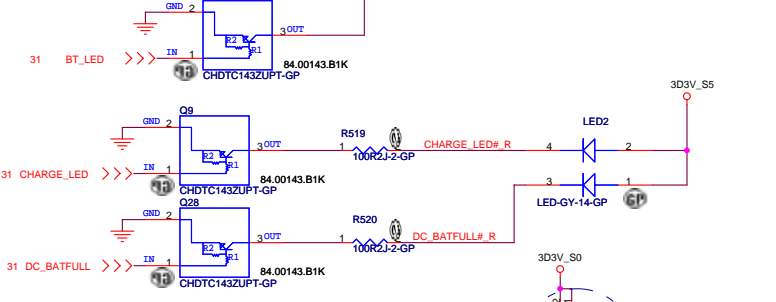 GND 2
3 OUT
R2
R1
31 BT_LED IN 1
84.00143.B1K
CHDTC143ZUPT-GP
3D3V_S5
Q9
GND 2
LED2
R519
3 OUT 1 CHARGE_LED#_R 4 2
R2
R1
100R2J-2-GP
31 CHARGE_LED IN 1
84.00143.B1K
3 1
CHDTC143ZUPT-GP
LED-GY-14-GP
GP
Q28
GND 2
R520
3 OUT 1 DC_BATFULL#_R
R2
R1
100R2J-2-GP
3D3V_S0
31 DC_BATFULL IN 1
84.00143.B1K
CHDTC143ZUPT-GP